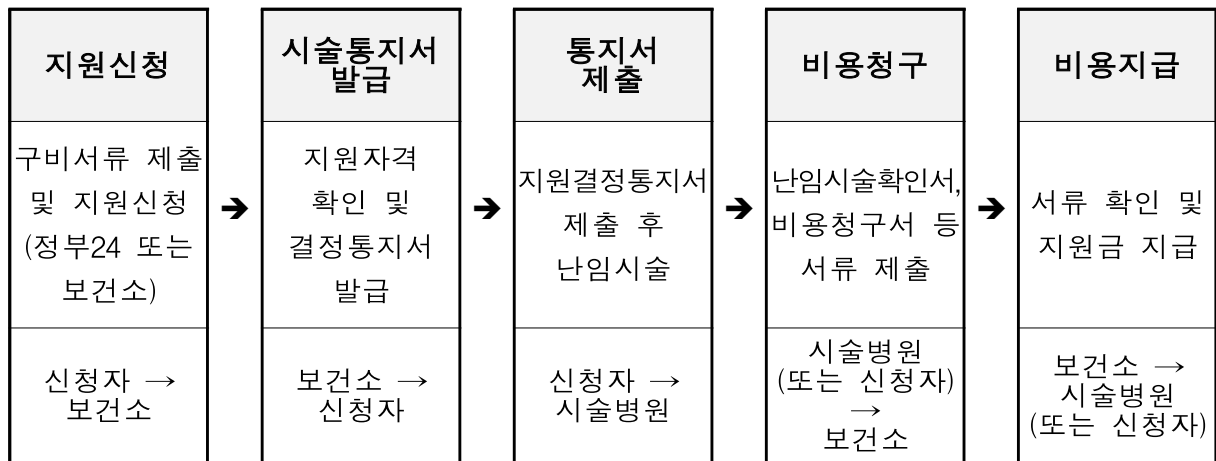 지원신청
구비서류 제출
및 지원신청
(정부24 또는
보건소)
신청자 →
보건소
➔
시술통지서
발급
지원자격
확인 및
결정통지서
발급
보건소 →
신청자
➔
통지서
제출
지원결정통지서
제출 후
난임시술
신청자 →
시술병원
➔
비용청구
난임시술확인서,
비용청구서 등
서류 제출
시술병원
(또는 신청자)
→
보건소
➔
비용지급
서류 확인 및
지원금 지급
보건소 →
시술병원
(또는 신청자)